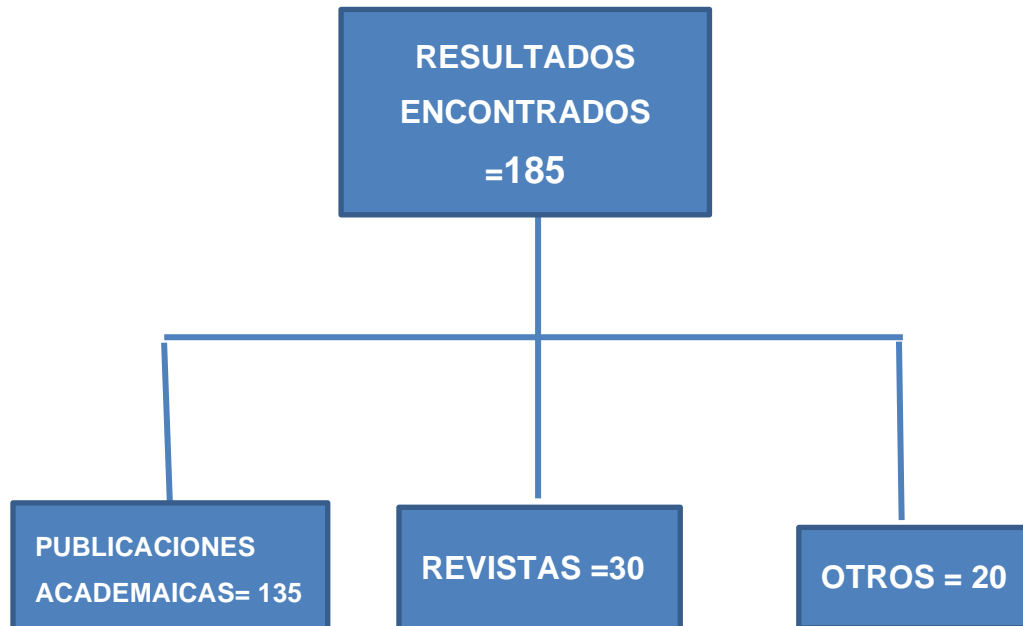 RESULTADOS
ENCONTRADOS
=185
PUBLICACIONES
ACADEMAICAS= 135
REVISTAS =30
OTROS = 20